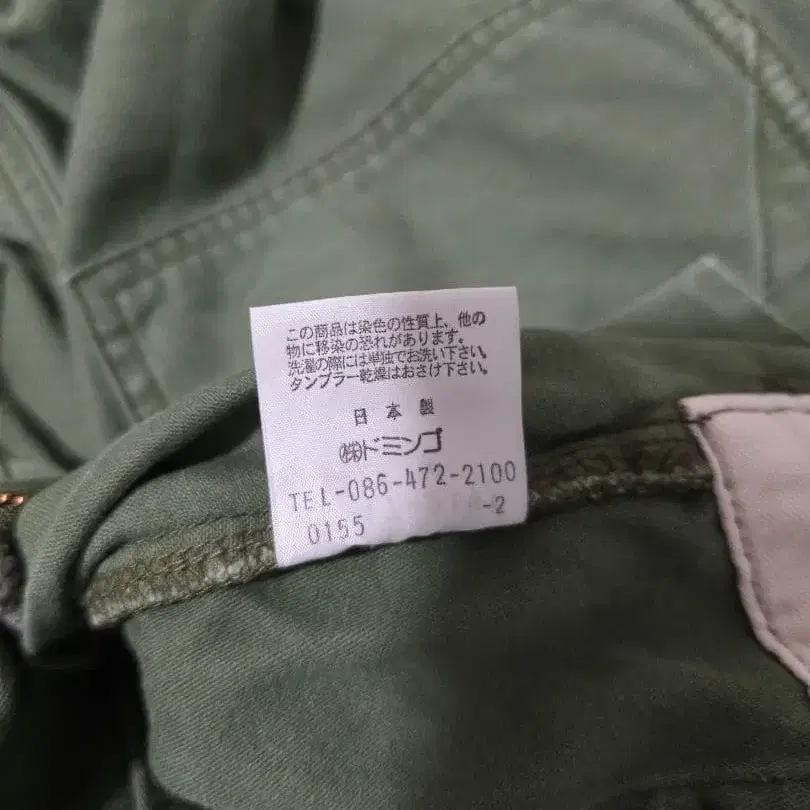 この商品は染色の性質上、他の
物に移染の恐れがあります。
洗濯の際には単独でお洗い下さい。
タンブラー乾燥はおさけ下さい。
日本製
㈱ドミンゴ
TEL-086-472-2100
0155 -2